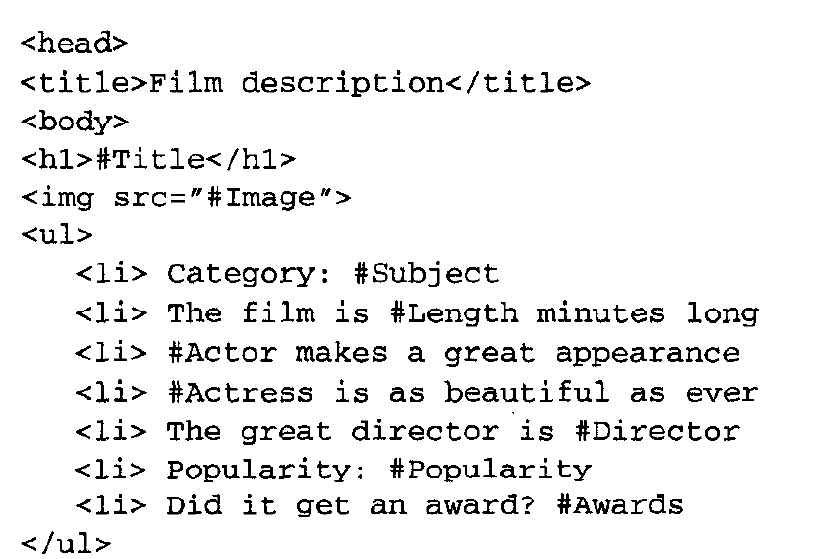 <head>
<title>Film description</title>
<body>
<h1>#Title</h1>
<img src="#Image">
<ul>
<li> Category: #Subject
<li> The film is #Length minutes long
<li> #Actor makes a great appearance
<li> #Actress is as beautiful as ever
<li> The great director is #Director
<li> Popularity: #Popularity
<li> Did it get an award? #Awards
</ul>